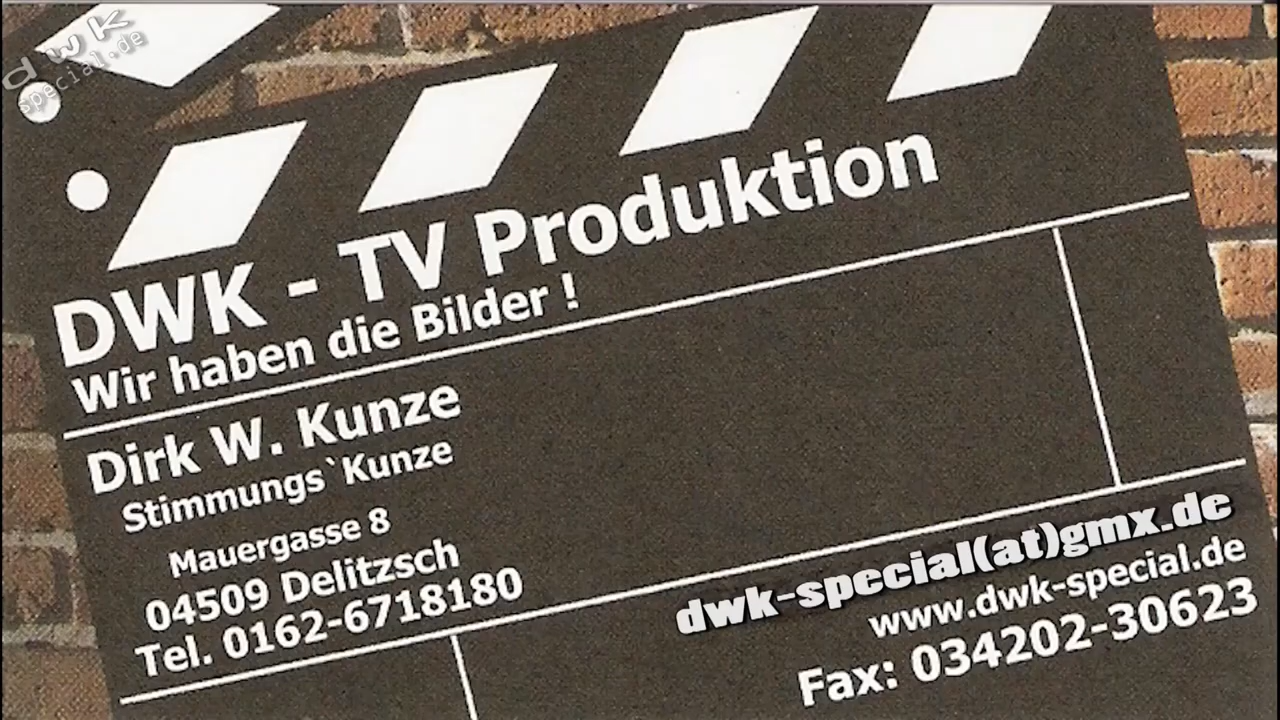 dwk
special.de
DWK - TV Produktion
Wir haben die Bilder !
Dirk W. Kunze
Stimmungs`Kunze
Mauergasse 8
04509 Delitzsch
Tel. 0162-6718180
dwk-special(at)gmx.de
www.dwk-special.de
Fax: 034202-30623